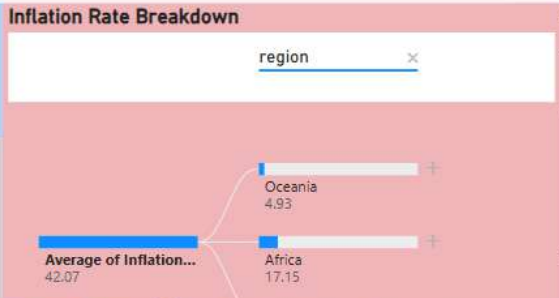 Inflation Rate Breakdown
region
Oceania
4.93
Average of Inflation...
42.07
Africa
17.15